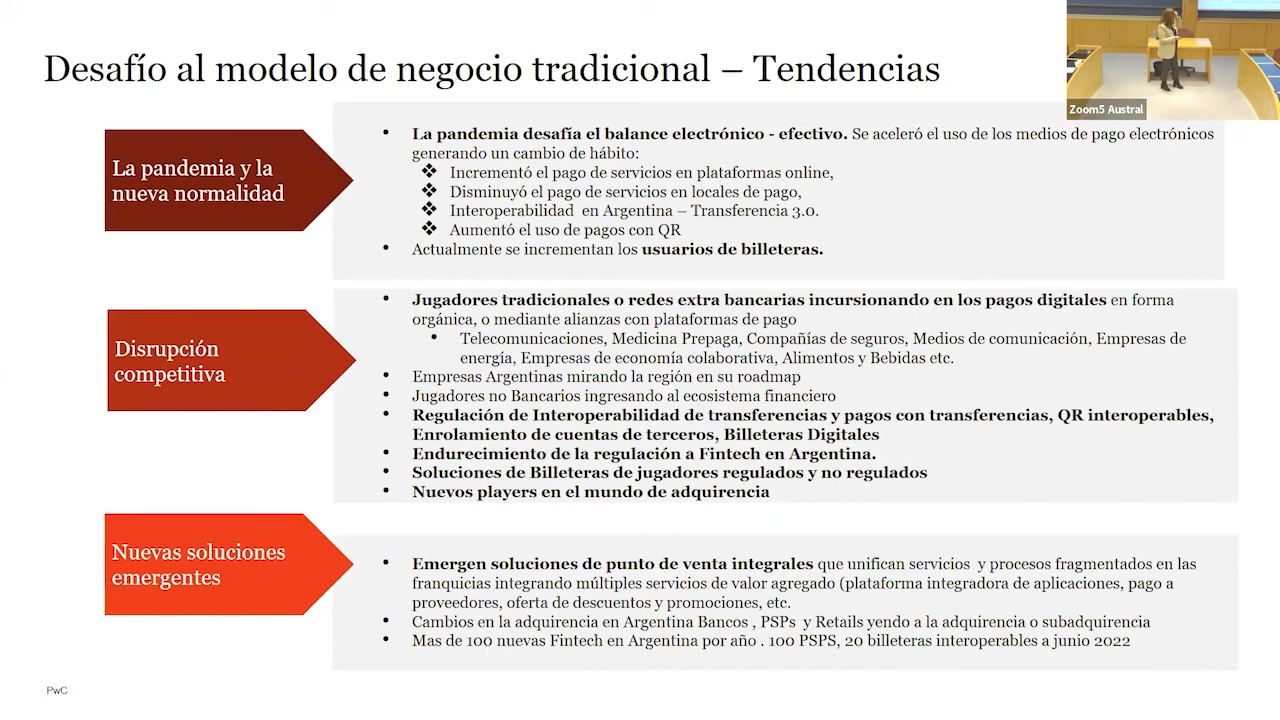 Desafío al modelo de negocio tradicional – Tendencias
Zoom5 Austral
La pandemia y la
nueva normalidad
• La pandemia desafía el balance electrónico - efectivo. Se aceleró el uso de los medios de pago electrónicos
generando un cambio de hábito:
❖ Incrementó el pago de servicios en plataformas online,
❖ Disminuyó el pago de servicios en locales de pago,
❖ Interoperabilidad en Argentina – Transferencia 3.0.
❖ Aumentó el uso de pagos con QR
• Actualmente se incrementan los usuarios de billeteras.
Disrupción
competitiva
• Jugadores tradicionales o redes extra bancarias incursionando en los pagos digitales en forma
orgánica, o mediante alianzas con plataformas de pago
• Telecomunicaciones, Medicina Prepaga, Compañías de seguros, Medios de comunicación, Empresas de
energía, Empresas de economía colaborativa, Alimentos y Bebidas etc.
• Empresas Argentinas mirando la región en su roadmap
• Jugadores no Bancarios ingresando al ecosistema financiero
• Regulación de Interoperabilidad de transferencias y pagos con transferencias, QR interoperables,
Enrolamiento de cuentas de terceros, Billeteras Digitales
• Endurecimiento de la regulación a Fintech en Argentina.
• Soluciones de Billeteras de jugadores regulados y no regulados
• Nuevos players en el mundo de adquirencia
Nuevas soluciones
emergentes
• Emergen soluciones de punto de venta integrales que unifican servicios y procesos fragmentados en las
franquicias integrando múltiples servicios de valor agregado (plataforma integradora de aplicaciones, pago a
proveedores, oferta de descuentos y promociones, etc.
• Cambios en la adquirencia en Argentina Bancos , PSPs y Retails yendo a la adquirencia o subadquirencia
• Mas de 100 nuevas Fintech en Argentina por año . 100 PSPS, 20 billeteras interoperables a junio 2022
PwC